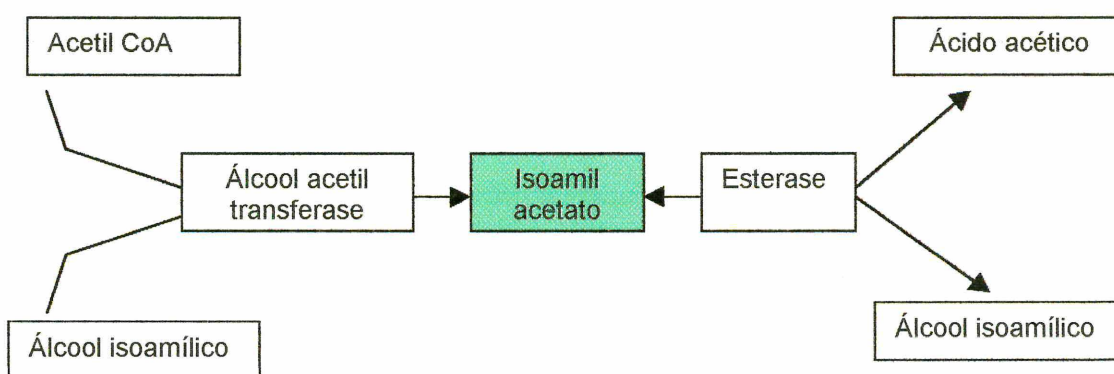 Acetil CoA
Ácido acético
Álcool acetil
transferase
Isoamil
acetato
Esterase
Álcool isoamílico
Álcool isoamílico